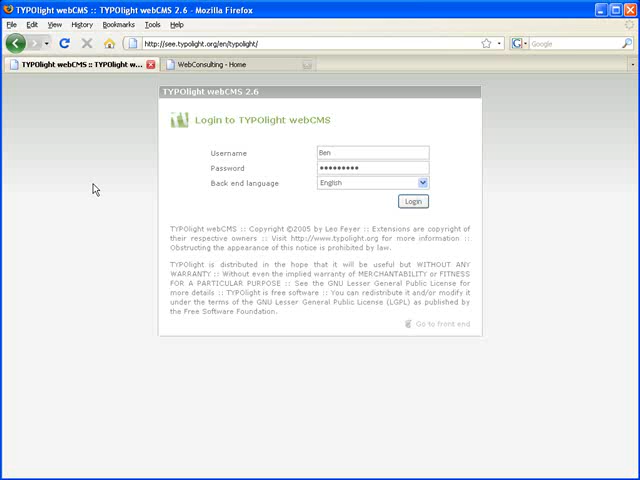 TYPOlight webCMS :: TYPOlight webCMS 2.6 - Mozilla Firefox
File Edit View History Bookmarks Tools Help
http://see.typolight.org/en/typolight/
Google
TYPOlight webCMS :: TYPOlight w...
WebConsulting - Home
TYPOlight webCMS 2.6
Login to TYPOlight webCMS
Username Ben
Password •••••••••
Back end language English
Login
TYPOlight webCMS :: Copyright ©2005 by Leo Feyer :: Extensions are copyright of
their respective owners :: Visit http://www.typolight.org for more information ::
Obstructing the appearance of this notice is prohibited by law.
TYPOlight is distributed in the hope that it will be useful but WITHOUT ANY
WARRANTY :: Without even the implied warranty of MERCHANTABILITY or FITNESS
FOR A PARTICULAR PURPOSE :: See the GNU Lesser General Public License for
more details :: TYPOlight is free software :: You can redistribute it and/or modify it
under the terms of the GNU Lesser General Public License (LGPL) as published by
the Free Software Foundation.
Go to front end